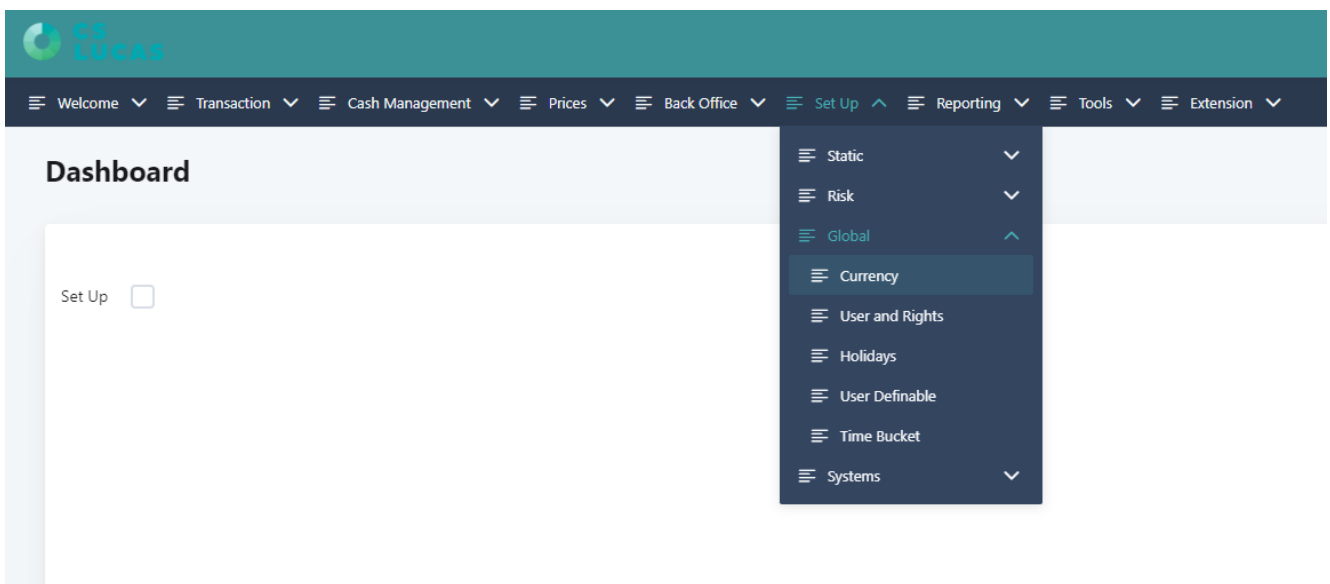 CS
LUCAS
Welcome Transaction Cash Management Prices Back Office Set Up Reporting Tools Extension
Dashboard
Static
Risk
Global
Currency
Set Up
User and Rights
Holidays
User Definable
Time Bucket
Systems